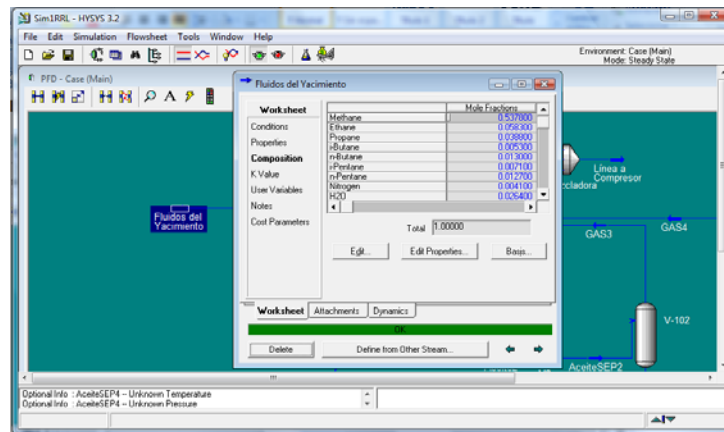 Sim1RRL - HYSYS 3.2
File Edit Simulation Flowsheet Tools Window Help
Environment: Case (Main)
Mode: Steady State
PFD - Case (Main)
Fluidos del Yacimiento
Worksheet
Conditions
Properties
Composition
K Value
User Variables
Notes
Cost Parameters
Mole Fractions
Methane 0.537800
Ethane 0.058300
Propane 0.038800
i-Butane 0.005300
n-Butane 0.013000
i-Pentane 0.007100
n-Pentane 0.012700
Nitrogen 0.004100
H2O 0.026400
Total 1.00000
Edit... Edit Properties... Basis...
Worksheet Attachments Dynamics
OK
Delete Define from Other Stream...
Fluidos del
Yacimiento
Línea a
Compresor
GAS3
GAS4
V-102
AceiteSEP2
Optional Info : AceiteSEP4 -- Unknown Temperature
Optional Info : AceiteSEP4 -- Unknown Pressure